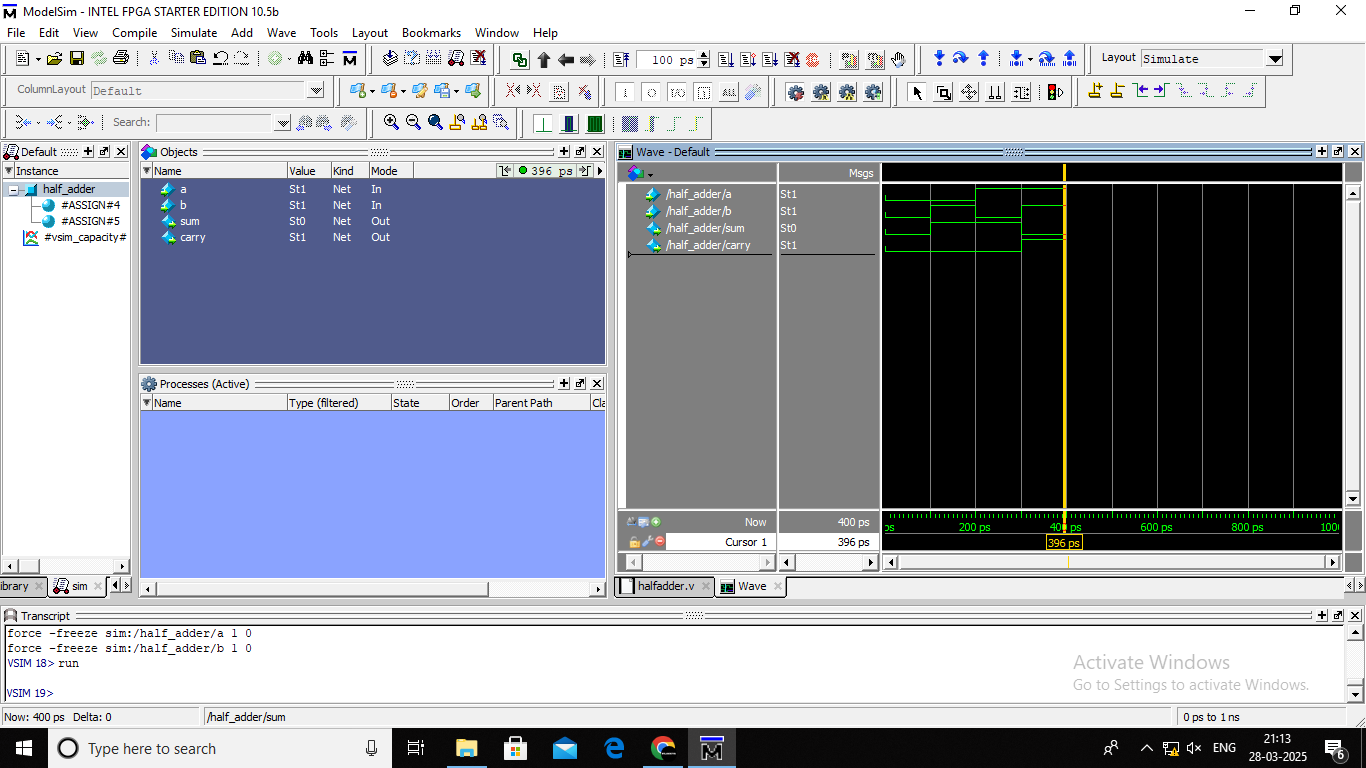 ModelSim - INTEL FPGA STARTER EDITION 10.5b
File Edit View Compile Simulate Add Wave Tools Layout Bookmarks Window Help
100 ps
Layout Simulate
ColumnLayout Default
ALL
Search:
Default
Instance
half_adder
#ASSIGN#4
#ASSIGN#5
#vsim_capacity#
Library
sim
Objects
Name Value Kind Mode 396 ps
a St1 Net In
b St1 Net In
sum St0 Net Out
carry St1 Net Out
Processes (Active)
Name Type (filtered) State Order Parent Path Cla
Wave - Default
Msgs
/half_adder/a St1
/half_adder/b St1
/half_adder/sum St0
/half_adder/carry St1
Now 400 ps
ps 200 ps 400 ps 600 ps 800 ps 100
Cursor 1 396 ps
396 ps
halfadder.v
Wave
Transcript
force -freeze sim:/half_adder/a 1 0
force -freeze sim:/half_adder/b 1 0
VSIM 18> run
VSIM 19>
Activate Windows
Go to Settings to activate Windows.
Now: 400 ps Delta: 0
/half_adder/sum
0 ps to 1 ns
Type here to search
ENG
21:13
28-03-2025
6